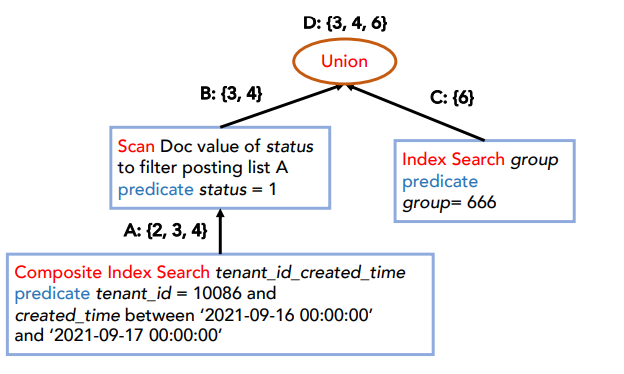 D: {3, 4, 6}
Union
B: {3, 4}
C: {6}
Scan Doc value of status
to filter posting list A
predicate status = 1
Index Search group
predicate
group= 666
A: {2, 3, 4}
Composite Index Search tenant_id_created_time
predicate tenant_id = 10086 and
created_time between ‘2021-09-16 00:00:00’
and ‘2021-09-17 00:00:00’